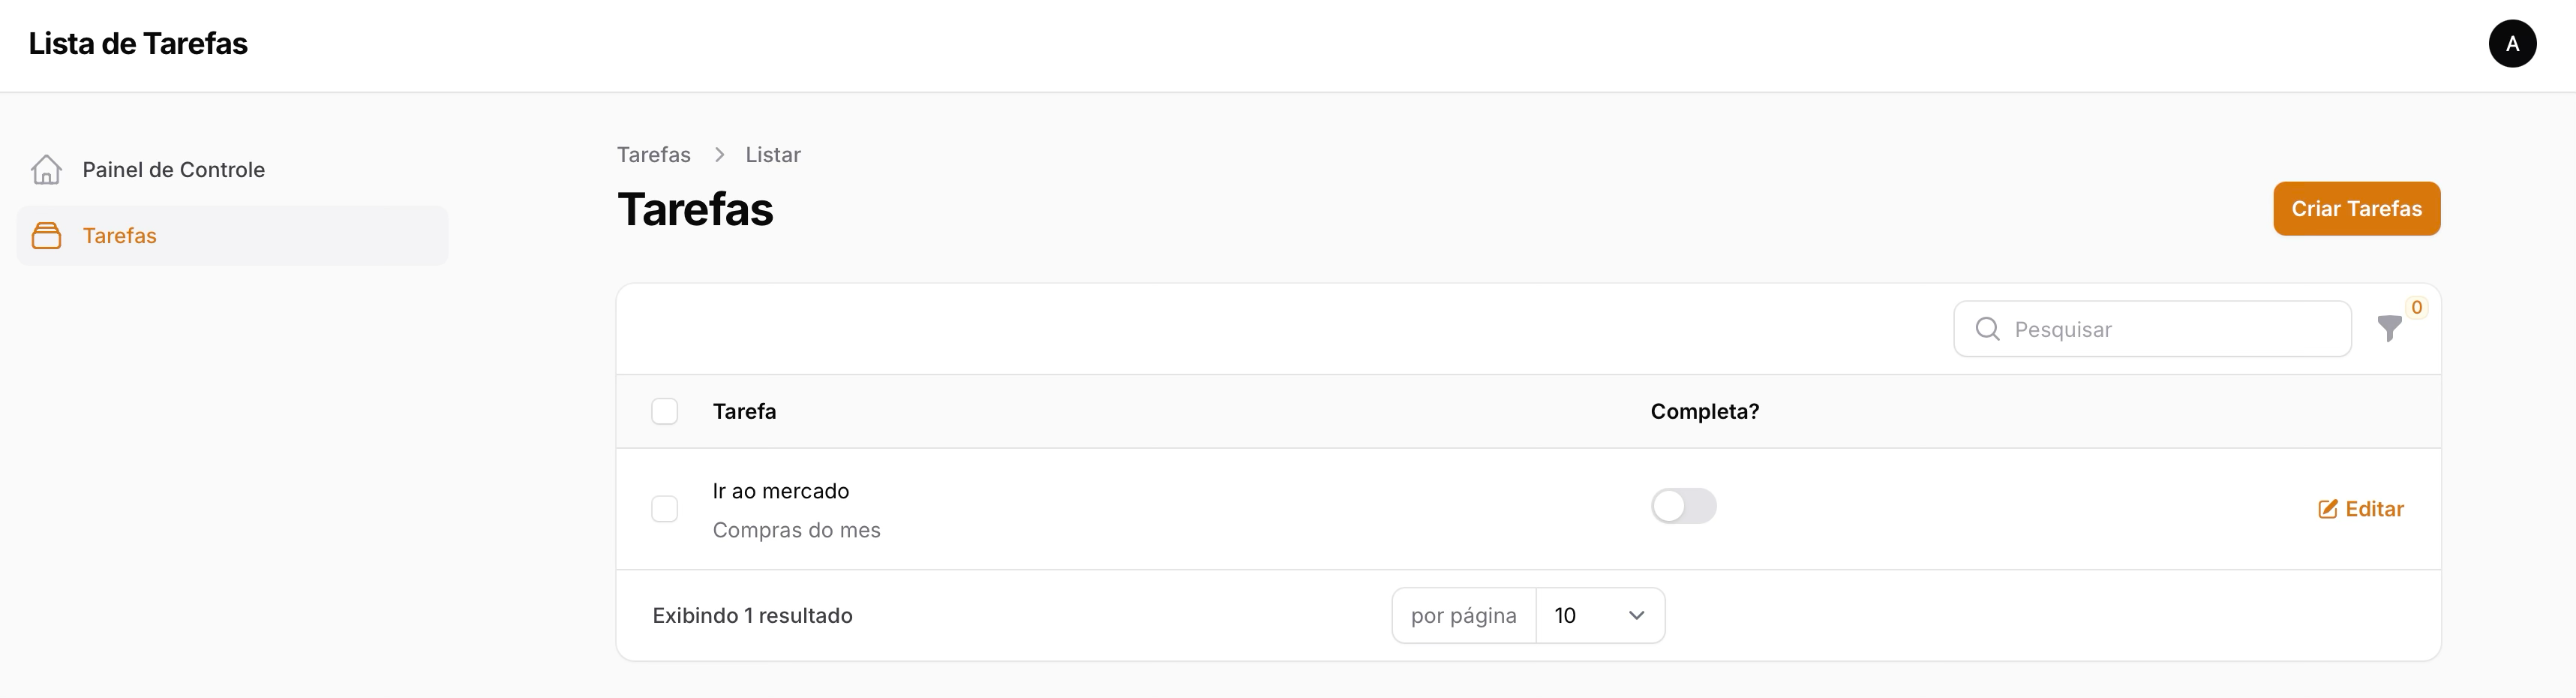 Lista de Tarefas
A
Painel de Controle
Tarefas
Tarefas > Listar
Tarefas
Criar Tarefas
Pesquisar
0
Tarefa Completa?
Ir ao mercado
Compras do mes
Editar
Exibindo 1 resultado
por página 10